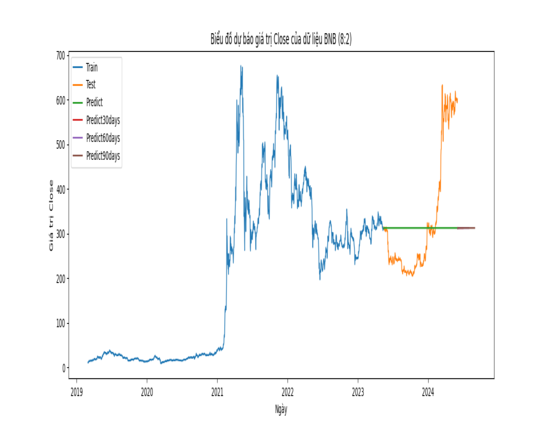 Biểu đồ dự báo giá trị Close của dữ liệu BNB (8:2)
Train
Test
Predict
Predict30days
Predict60days
Predict90days
Giá trị Close
700
600
500
400
300
200
100
0
2019 2020 2021 2022 2023 2024
Ngày